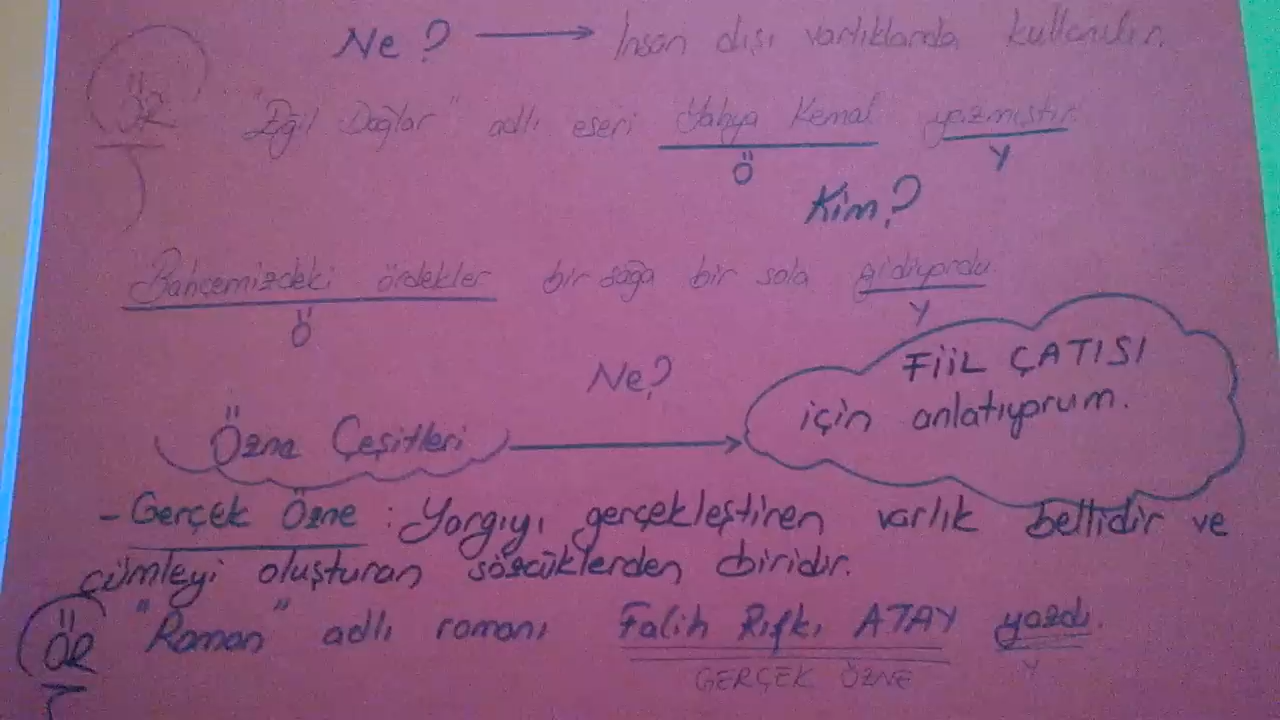 Ne ? → İnsan dışı varlıklarda kullanılır.
ÖR "Eğil Dağlar" adlı eseri Yahya Kemal yazmıştır.
Ö Y
Kim?
Bahçemizdeki ördekler bir sağa bir sola gidiyordu.
Ö Y
Ne?
FİİL ÇATISI
için anlatıyorum.
Özne Çeşitleri →
- Gerçek Özne : Yargıyı gerçekleştiren varlık bellidir ve
cümleyi oluşturan sözcüklerden biridir.
ÖR "Roman" adlı romanı Falih Rıfkı ATAY yazdı.
GERÇEK ÖZNE Y